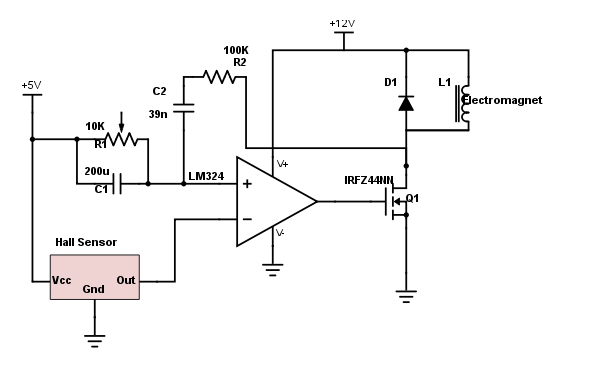 +12V
100K
R2
+5V
C2
39n
D1
L1
Electromagnet
10K
R1
200u
C1
LM324
V+
+
IRFZ44NN
Q1
−
V-
Hall Sensor
Vcc
Out
Gnd